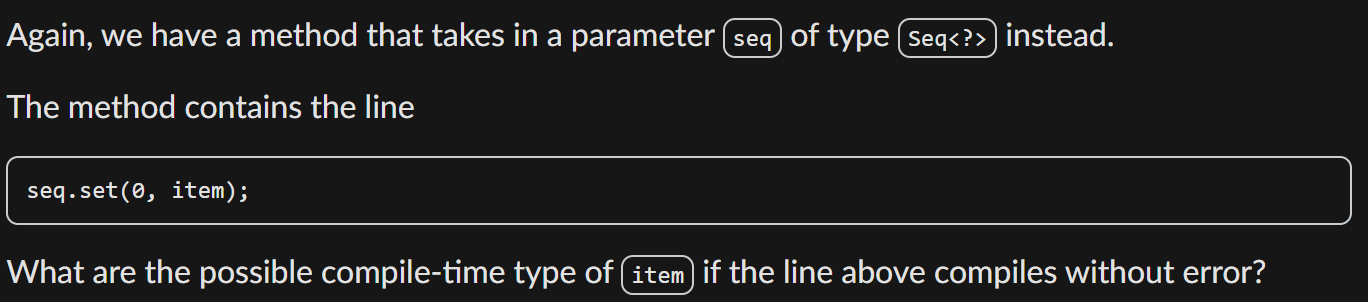 Again, we have a method that takes in a parameter seq of type Seq<?> instead.
The method contains the line
seq.set(0, item);
What are the possible compile-time type of item if the line above compiles without error?